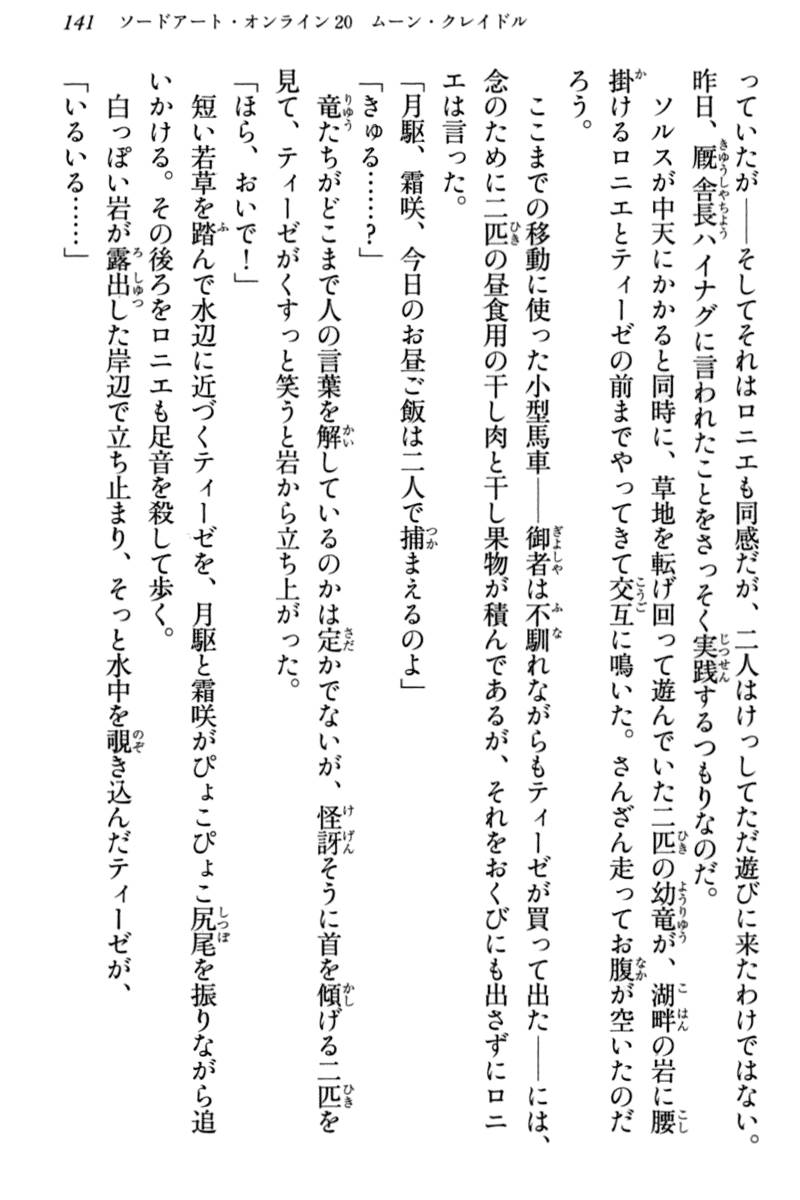 141 ソードアート・オンライン20 ムーン・クレイドル
っていたが――そしてそれはロニエも同感だが、二人はけっしてただ遊びに来たわけではない。
昨日、厩舎長ハイナグに言われたことをさっそく実践するつもりなのだ。
ソルスが中天にかかると同時に、草地を転げ回って遊んでいた二匹の幼竜が、湖畔の岩に腰
掛けるロニエとティーゼの前までやってきて交互に鳴いた。さんざん走ってお腹が空いたのだ
ろう。
ここまでの移動に使った小型馬車――御者は不馴れながらもティーゼが買って出た――には、
念のために二匹の昼食用の干し肉と干し果物が積んであるが、それをおくびにも出さずにロニ
エは言った。
「月駆、霜咲、今日のお昼ご飯は二人で捕まえるのよ」
「きゅる……？」
竜たちがどこまで人の言葉を解しているのかは定かでないが、怪訝そうに首を傾げる二匹を
見て、ティーゼがくすっと笑うと岩から立ち上がった。
「ほら、おいで！」
短い若草を踏んで水辺に近づくティーゼを、月駆と霜咲がぴょこぴょこ尻尾を振りながら追
いかける。その後ろをロニエも足音を殺して歩く。
白っぽい岩が露出した岸辺で立ち止まり、そっと水中を覗き込んだティーゼが、
「いるいる……」